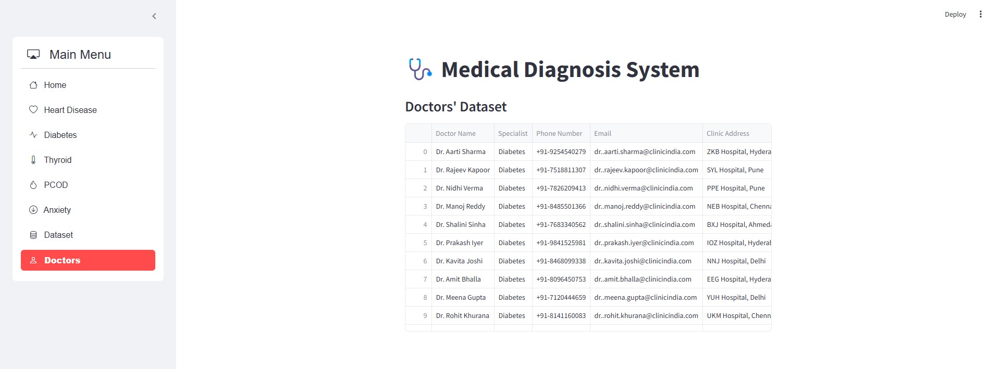 Deploy
Main Menu
Home
Heart Disease
Diabetes
Thyroid
PCOD
Anxiety
Dataset
Doctors
Medical Diagnosis System
Doctors' Dataset
Doctor Name Specialist Phone Number Email Clinic Address
0 Dr. Aarti Sharma Diabetes +91-9254540279 dr..aarti.sharma@clinicindia.com ZKB Hospital, Hydera
1 Dr. Rajeev Kapoor Diabetes +91-7518811307 dr..rajeev.kapoor@clinicindia.com SYL Hospital, Pune
2 Dr. Nidhi Verma Diabetes +91-7826209413 dr..nidhi.verma@clinicindia.com PPE Hospital, Pune
3 Dr. Manoj Reddy Diabetes +91-8485501366 dr..manoj.reddy@clinicindia.com NEB Hospital, Chenna
4 Dr. Shalini Sinha Diabetes +91-7683340562 dr..shalini.sinha@clinicindia.com BXJ Hospital, Ahmeda
5 Dr. Prakash Iyer Diabetes +91-9841525981 dr..prakash.iyer@clinicindia.com IOZ Hospital, Hyderab
6 Dr. Kavita Joshi Diabetes +91-8468099338 dr..kavita.joshi@clinicindia.com NNJ Hospital, Delhi
7 Dr. Amit Bhalla Diabetes +91-8096450753 dr..amit.bhalla@clinicindia.com EEG Hospital, Hydera
8 Dr. Meena Gupta Diabetes +91-7120444659 dr..meena.gupta@clinicindia.com YUH Hospital, Delhi
9 Dr. Rohit Khurana Diabetes +91-8141160083 dr..rohit.khurana@clinicindia.com UKM Hospital, Chenn